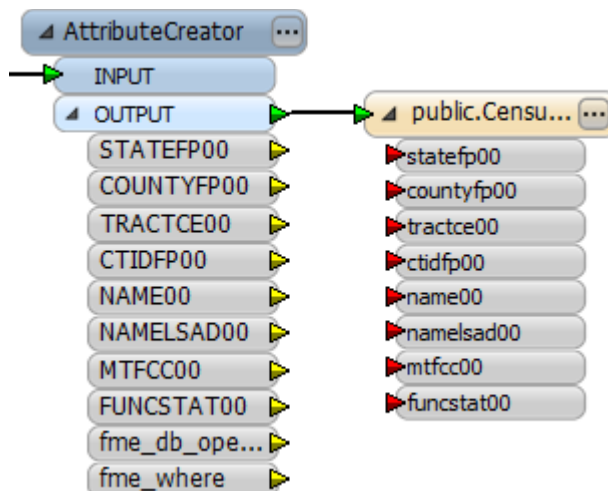 AttributeCreator ...
INPUT
OUTPUT
STATEFP00
COUNTYFP00
TRACTCE00
CTIDFP00
NAME00
NAMELSAD00
MTFCC00
FUNCSTAT00
fme_db_ope...
fme_where
public.Censu... ...
statefp00
countyfp00
tractce00
ctidfp00
name00
namelsad00
mtfcc00
funcstat00